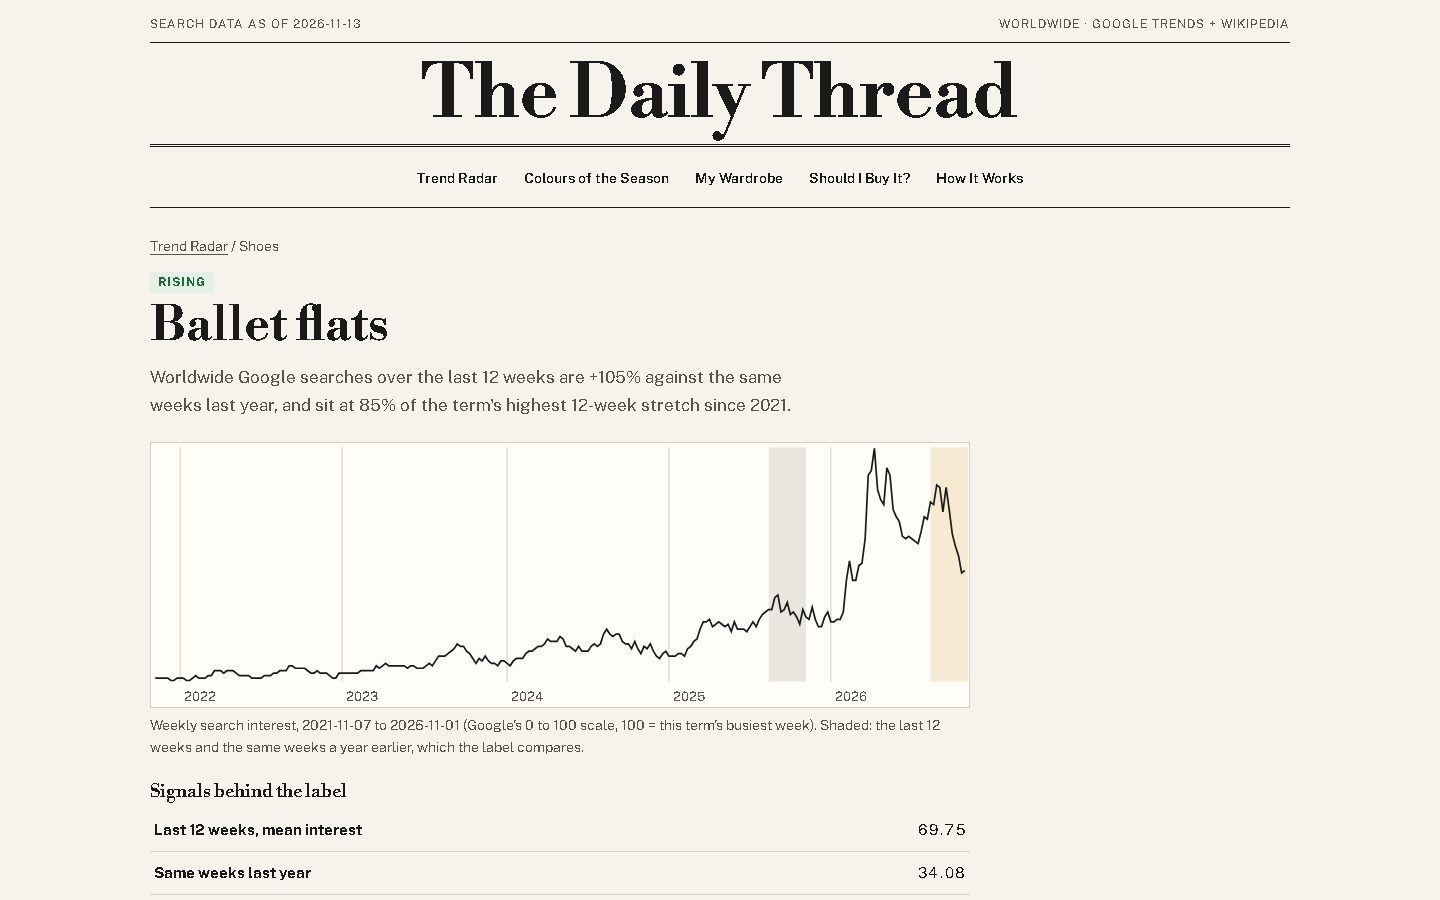 SEARCH DATA AS OF 2026-11-13
WORLDWIDE · GOOGLE TRENDS + WIKIPEDIA
The Daily Thread
Trend Radar
Colours of the Season
My Wardrobe
Should I Buy It?
How It Works
Trend Radar / Shoes
RISING
Ballet flats
Worldwide Google searches over the last 12 weeks are +105% against the same
weeks last year, and sit at 85% of the term's highest 12-week stretch since 2021.
2022
2023
2024
2025
2026
Weekly search interest, 2021-11-07 to 2026-11-01 (Google's 0 to 100 scale, 100 = this term's busiest week). Shaded: the last 12
weeks and the same weeks a year earlier, which the label compares.
Signals behind the label
Last 12 weeks, mean interest
69.75
Same weeks last year
34.08